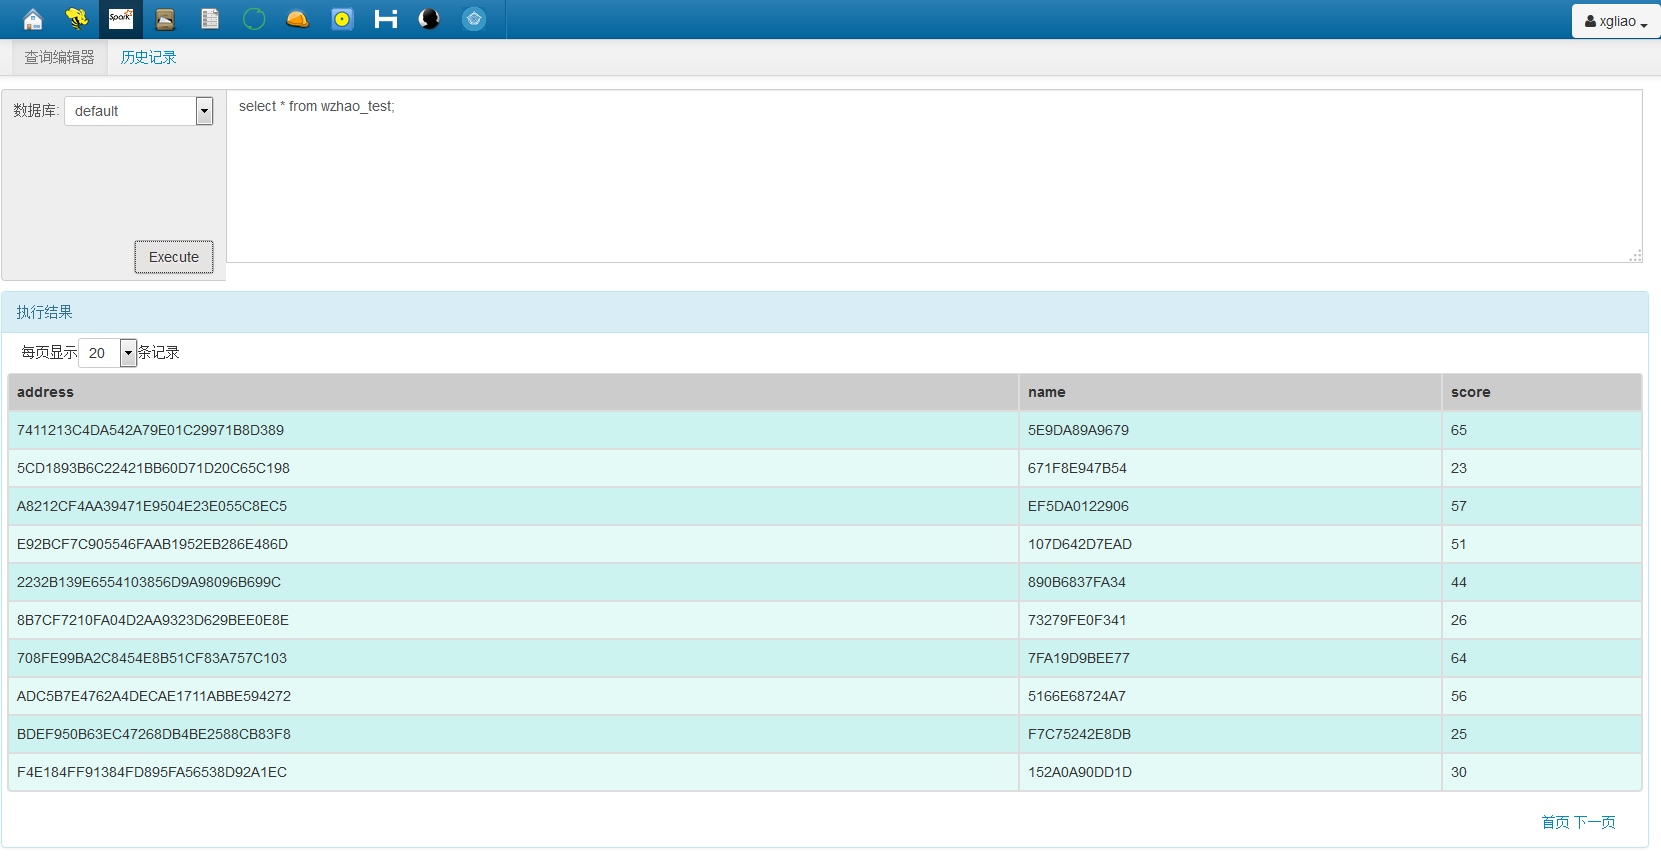 Spark
xgliao
查询编辑器 历史记录
数据库: default
select * from wzhao_test;
Execute
执行结果
每页显示 20 条记录
address name score
7411213C4DA542A79E01C29971B8D389 5E9DA89A9679 65
5CD1893B6C22421BB60D71D20C65C198 671F8E947B54 23
A8212CF4AA39471E9504E23E055C8EC5 EF5DA0122906 57
E92BCF7C905546FAAB1952EB286E486D 107D642D7EAD 51
2232B139E6554103856D9A98096B699C 890B6837FA34 44
8B7CF7210FA04D2AA9323D629BEE0E8E 73279FE0F341 26
708FE99BA2C8454E8B51CF83A757C103 7FA19D9BEE77 64
ADC5B7E4762A4DECAE1711ABBE594272 5166E68724A7 56
BDEF950B63EC47268DB4BE2588CB83F8 F7C75242E8DB 25
F4E184FF91384FD895FA56538D92A1EC 152A0A90DD1D 30
首页 下一页